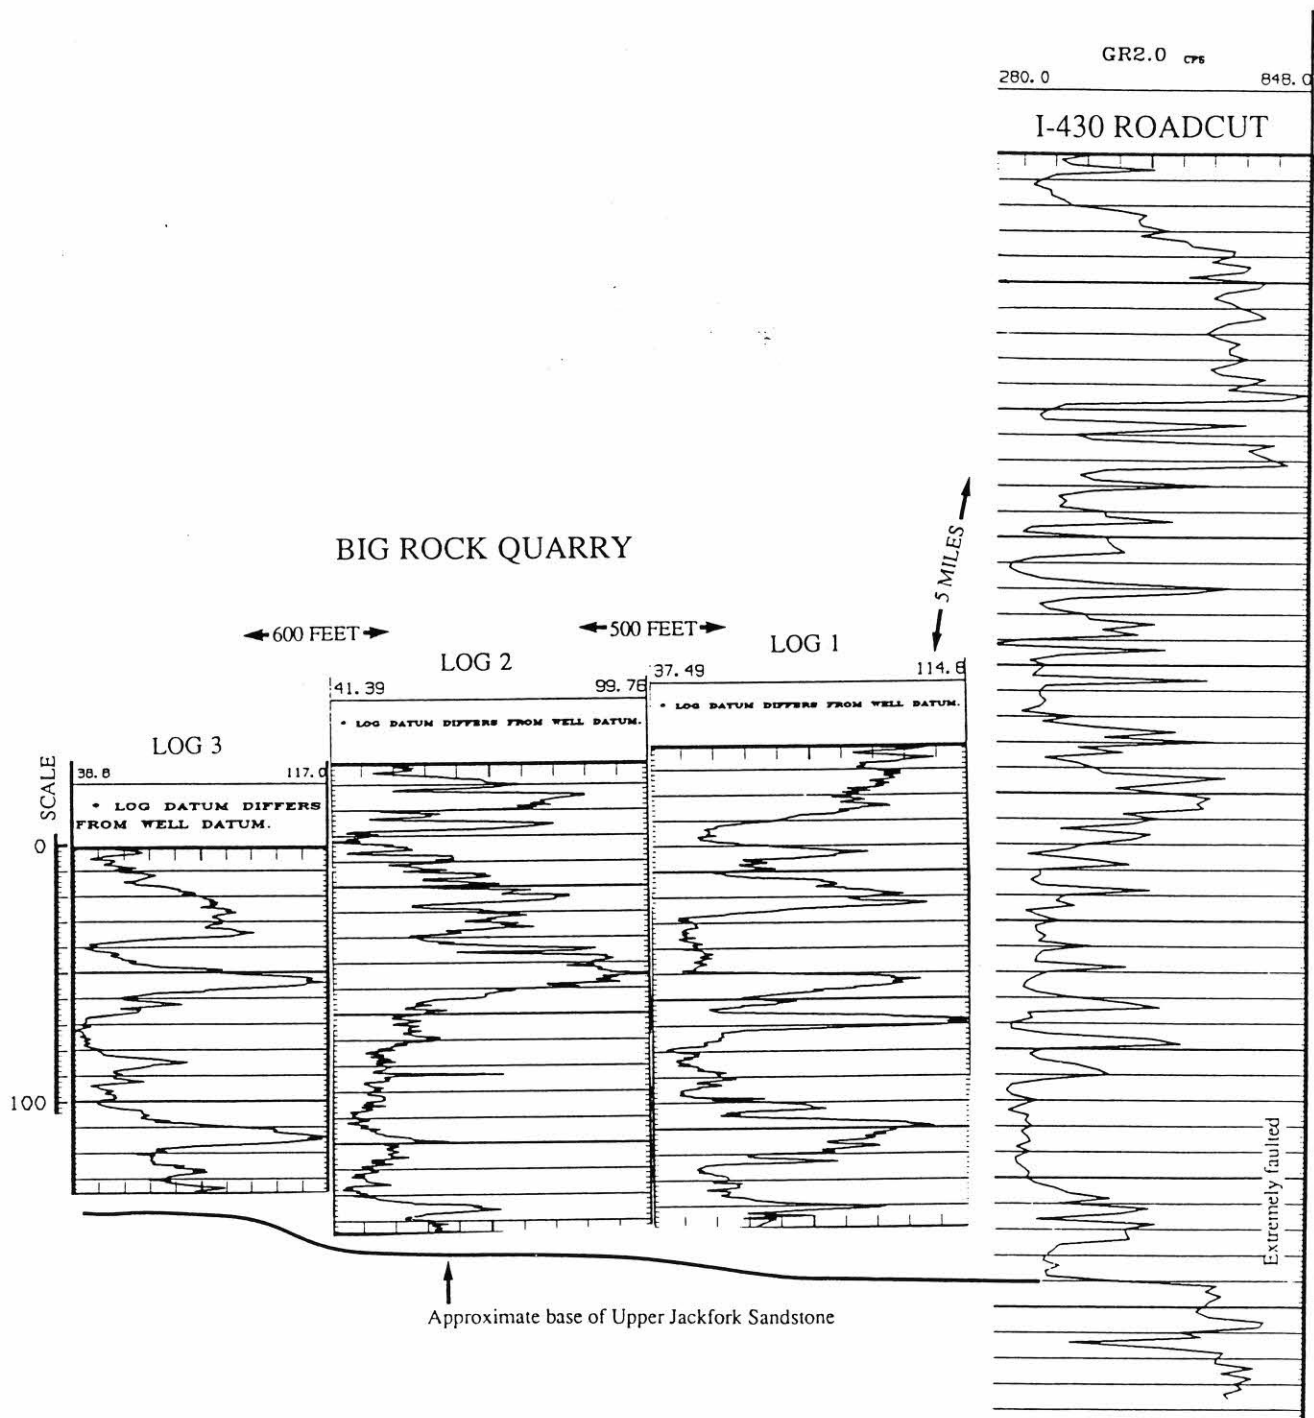 GR2.0 CPS
280.0 848.0
I-430 ROADCUT
5 MILES
BIG ROCK QUARRY
600 FEET
500 FEET
LOG 1
LOG 2
37.49 114.8
41.39 99.78
* LOG DATUM DIFFERS FROM WELL DATUM.
* LOG DATUM DIFFERS FROM WELL DATUM.
LOG 3
SCALE
38.8 117.0
* LOG DATUM DIFFERS
FROM WELL DATUM.
0
100
Extremely faulted
Approximate base of Upper Jackfork Sandstone